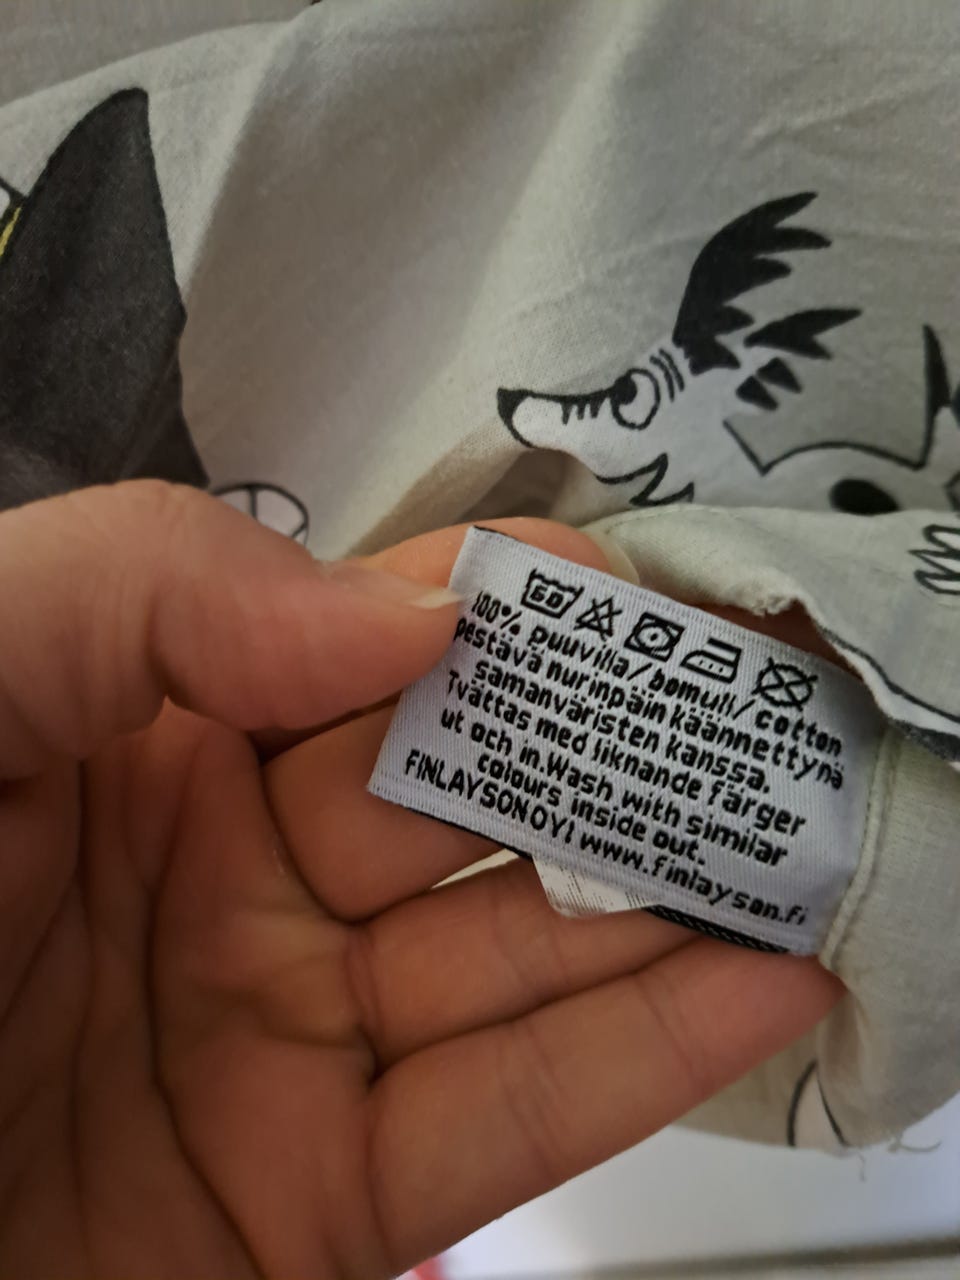 60
100% puuvilla/bomull/cotton
pestävä nurinpäin käännettynä
samanväristen kanssa.
Tvättas med liknande färger
ut och in.Wash with similar
colours inside out.
FINLAYSON OY! www.finlayson.fi